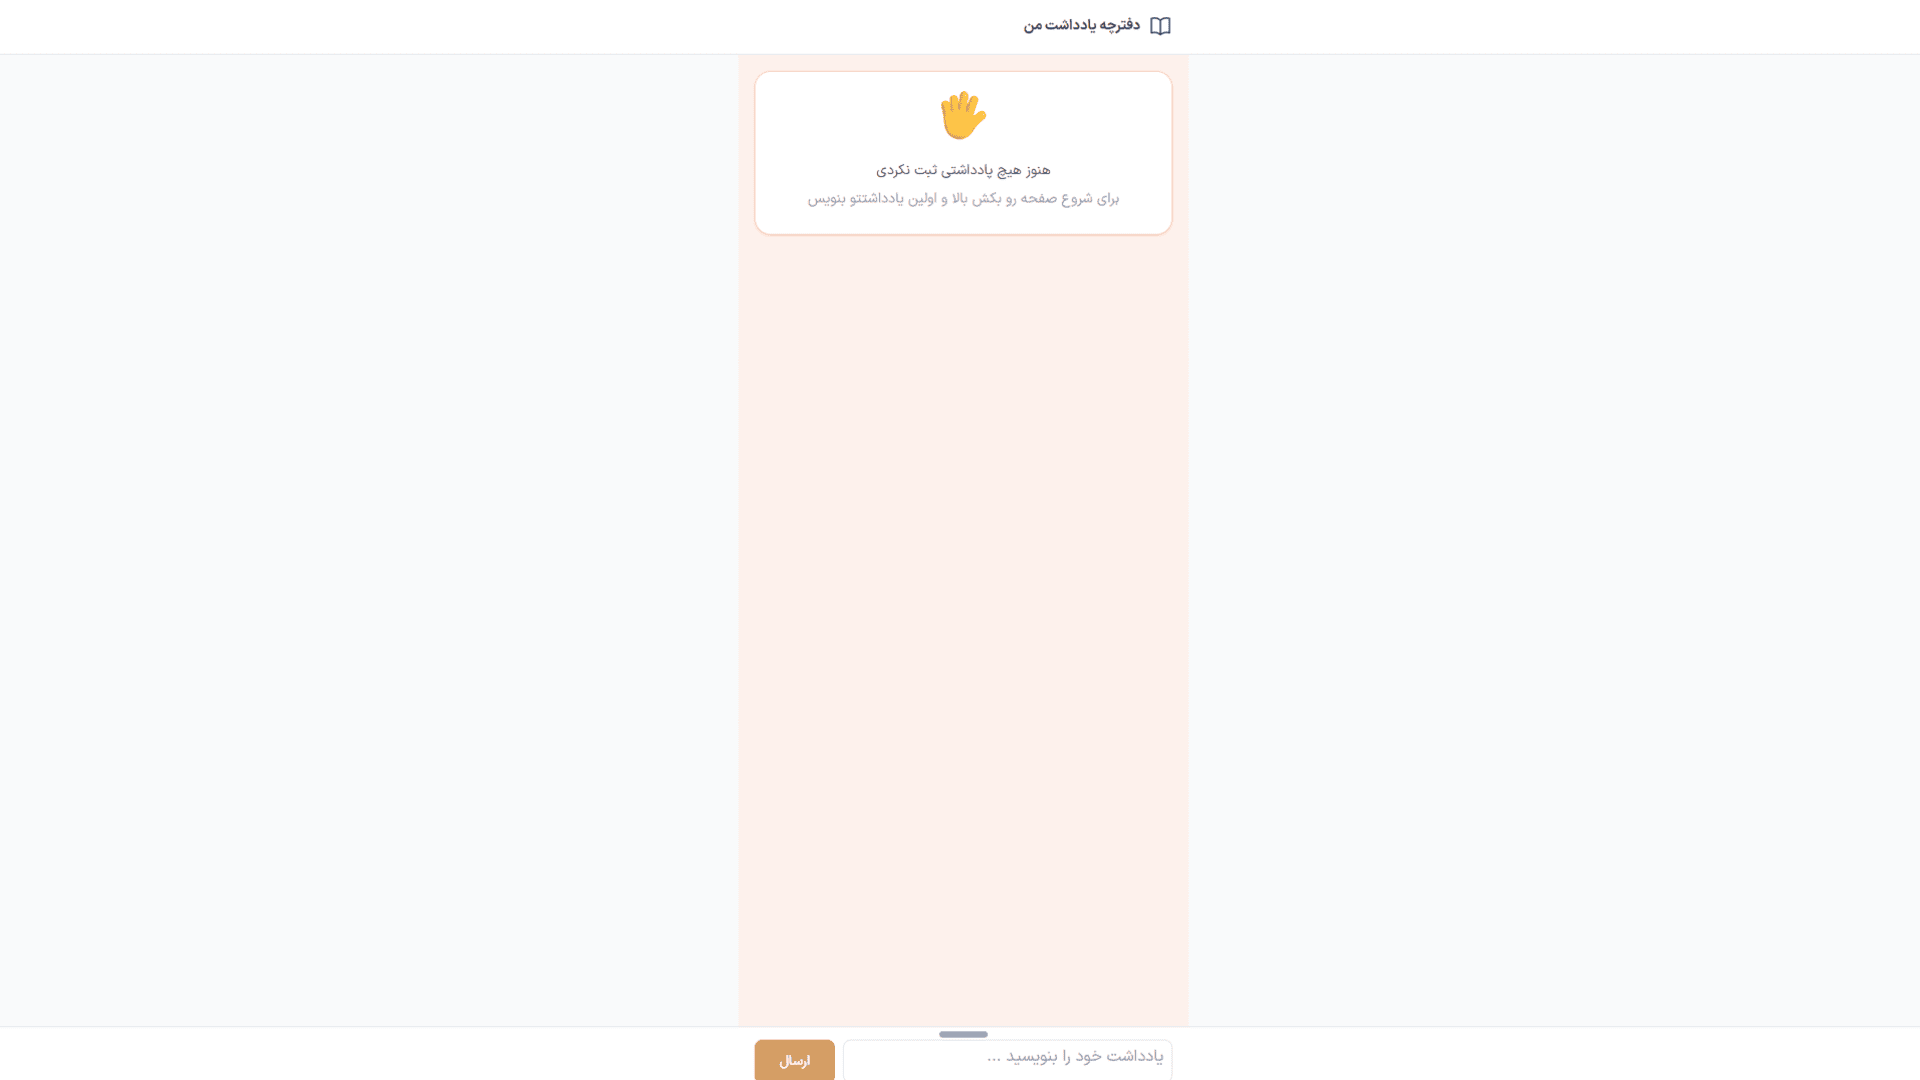 دفترچه یادداشت من
هنوز هیچ یادداشتی ثبت نکردی
برای شروع صفحه رو بکش بالا و اولین یادداشتتو بنویس
یادداشت خود را بنویسید ...
ارسال